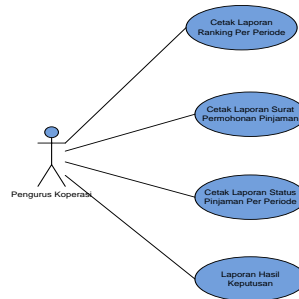 Cetak Laporan
Ranking Per Periode
Cetak Laporan Surat
Permohonan Pinjaman
Pengurus Koperasi
Cetak Laporan Status
Pinjaman Per Periode
Laporan Hasil
Keputusan